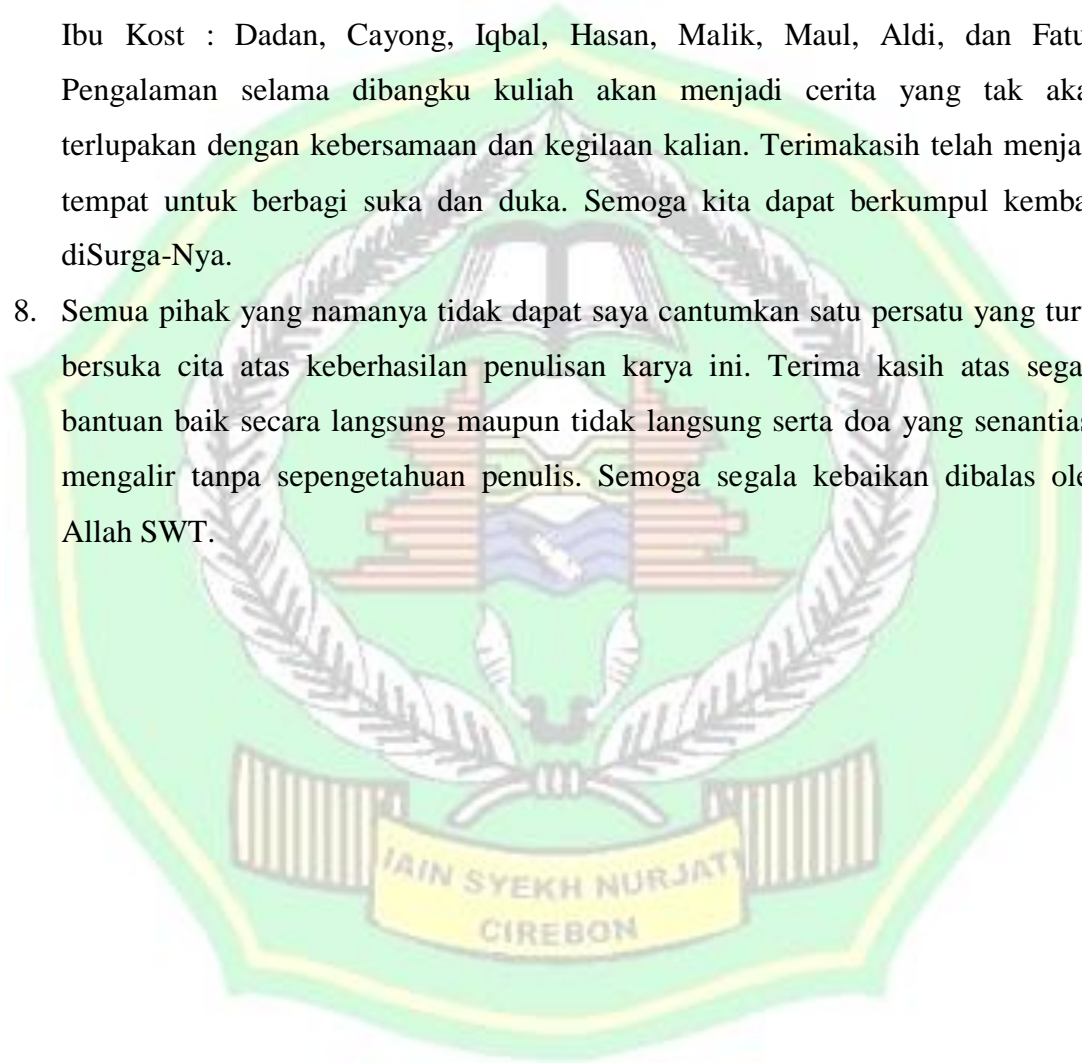 Ibu Kost : Dadan, Cayong, Iqbal, Hasan, Malik, Maul, Aldi, dan Fatu
Pengalaman selama dibangku kuliah akan menjadi cerita yang tak aka
terlupakan dengan kebersamaan dan kegilaan kalian. Terimakasih telah menja
tempat untuk berbagi suka dan duka. Semoga kita dapat berkumpul kemba
diSurga-Nya.
8. Semua pihak yang namanya tidak dapat saya cantumkan satu persatu yang tur
bersuka cita atas keberhasilan penulisan karya ini. Terima kasih atas sega
bantuan baik secara langsung maupun tidak langsung serta doa yang senantias
mengalir tanpa sepengetahuan penulis. Semoga segala kebaikan dibalas ole
Allah SWT.
IAIN SYEKH NURJATI
CIREBON